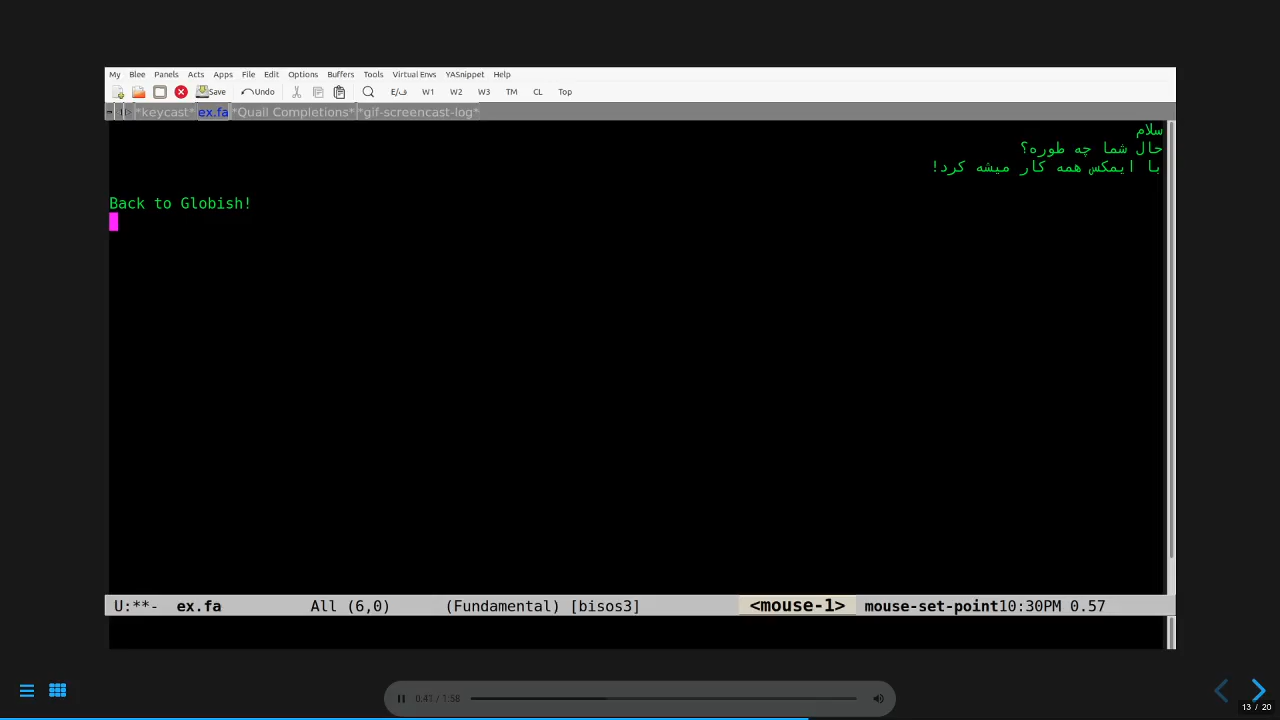 My Blee Panels Acts Apps File Edit Options Buffers Tools Virtual Envs YASnippet Help
Save Undo E/ف W1 W2 W3 TM CL Top
*keycast* ex.fa *Quail Completions* *gif-screencast-log*
سلام
حال شما چه طوره؟
با ایمکس همه کار میشه کرد!
Back to Globish!
U:**- ex.fa All (6,0) (Fundamental) [bisos3] <mouse-1> mouse-set-point10:30PM 0.57
0:41 / 1:58
13 / 20